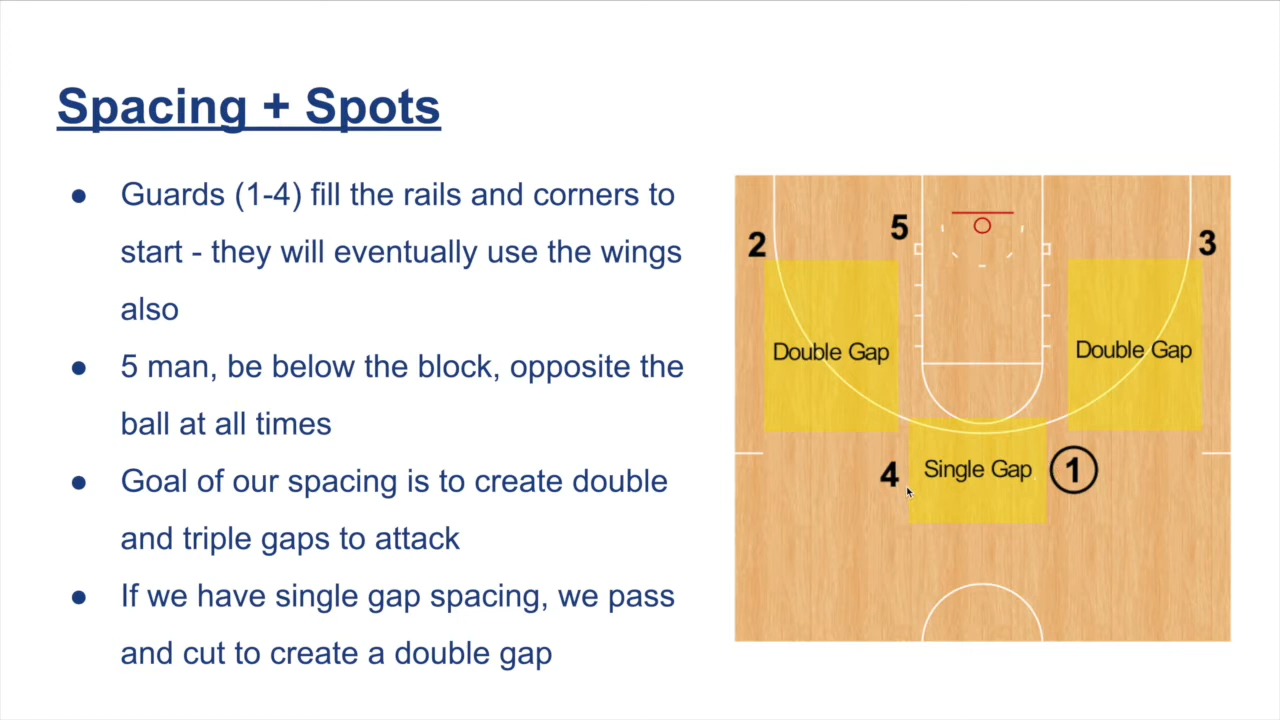 Spacing + Spots
● Guards (1-4) fill the rails and corners to
start - they will eventually use the wings
also
● 5 man, be below the block, opposite the
ball at all times
● Goal of our spacing is to create double
and triple gaps to attack
● If we have single gap spacing, we pass
and cut to create a double gap
2
5
3
Double Gap
Double Gap
4
Single Gap
1